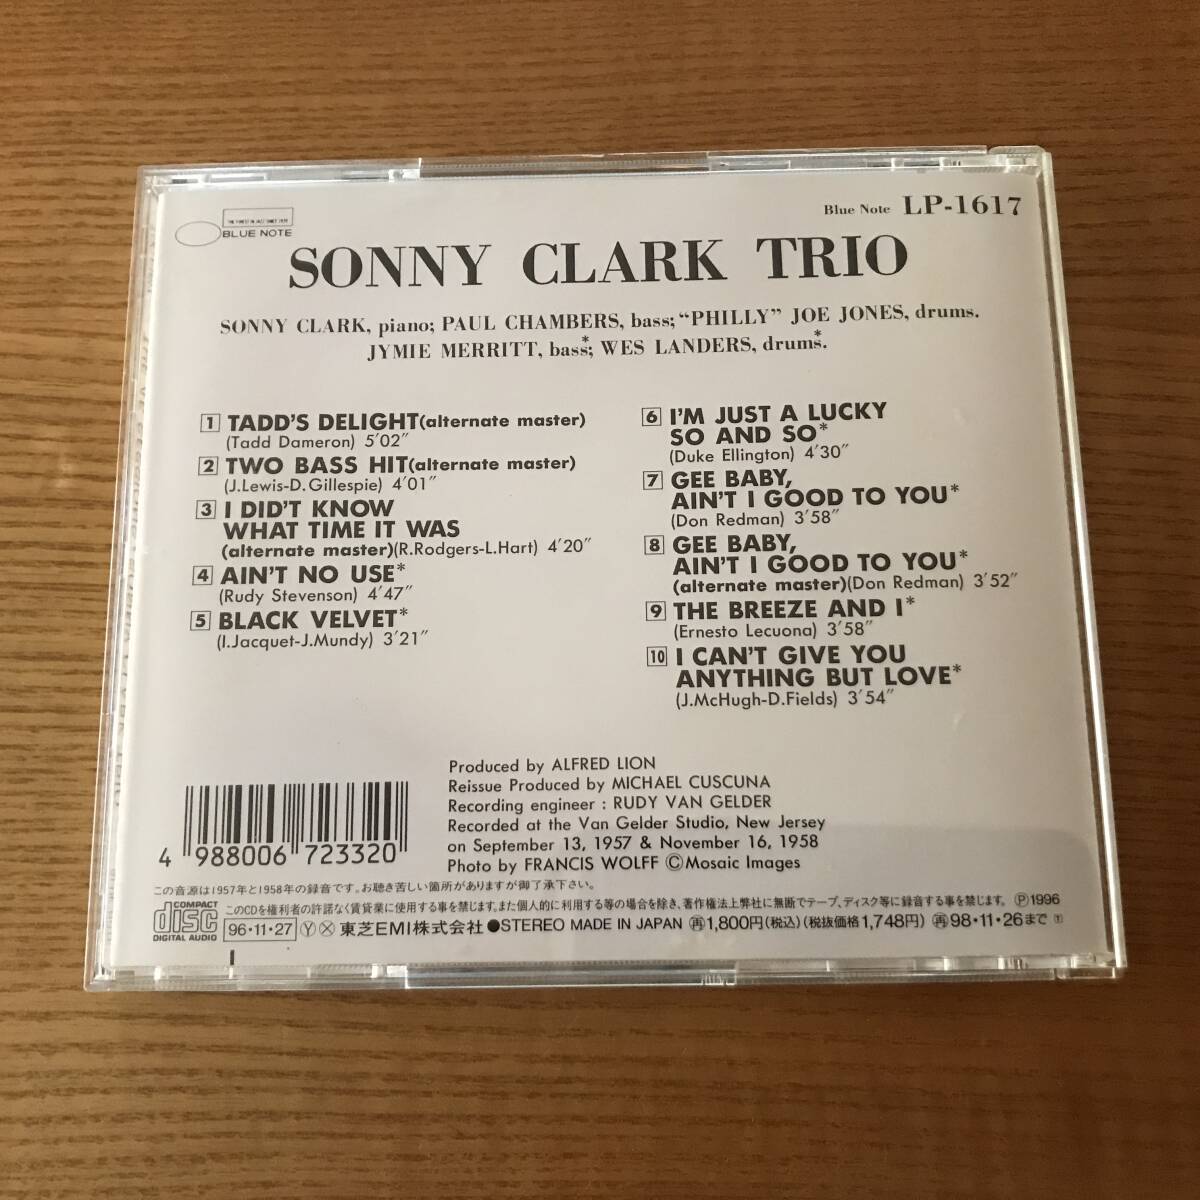 THE FINEST IN JAZZ SINCE 1939
BLUE NOTE
Blue Note LP-1617
SONNY CLARK TRIO
SONNY CLARK, piano; PAUL CHAMBERS, bass; “PHILLY” JOE JONES, drums.
JYMIE MERRITT, bass*; WES LANDERS, drums*.
1 TADD'S DELIGHT(alternate master)
(Tadd Dameron) 5′02″
2 TWO BASS HIT(alternate master)
(J.Lewis-D.Gillespie) 4′01″
3 I DID'T KNOW
WHAT TIME IT WAS
(alternate master)(R.Rodgers-L.Hart) 4′20″
4 AIN'T NO USE*
(Rudy Stevenson) 4′47″
5 BLACK VELVET*
(I.Jacquet-J.Mundy) 3′21″
6 I'M JUST A LUCKY
SO AND SO*
(Duke Ellington) 4′30″
7 GEE BABY,
AIN'T I GOOD TO YOU*
(Don Redman) 3′58″
8 GEE BABY,
AIN'T I GOOD TO YOU*
(alternate master)(Don Redman) 3′52″
9 THE BREEZE AND I*
(Ernesto Lecuona) 3′58″
10 I CAN'T GIVE YOU
ANYTHING BUT LOVE*
(J.McHugh-D.Fields) 3′54″
Produced by ALFRED LION
Reissue Produced by MICHAEL CUSCUNA
Recording engineer : RUDY VAN GELDER
Recorded at the Van Gelder Studio, New Jersey
on September 13, 1957 & November 16, 1958
Photo by FRANCIS WOLFF ⒸMosaic Images
4 988006 723320
この音源は1957年と1958年の録音です。お聴き苦しい箇所がありますが御了承下さい。
COMPACT disc DIGITAL AUDIO
このCDを権利者の許諾なく賃貸業に使用する事を禁じます。また個人的に利用する等の場合を除き、著作権法上弊社に無断でテープ、ディスク等に録音する事を禁じます。 Ⓟ1996
96・11・27 Ⓨ Ⓧ 東芝EMI株式会社 ●STEREO MADE IN JAPAN 再1,800円(税込)(税抜価格1,748円) 再98・11・26まで